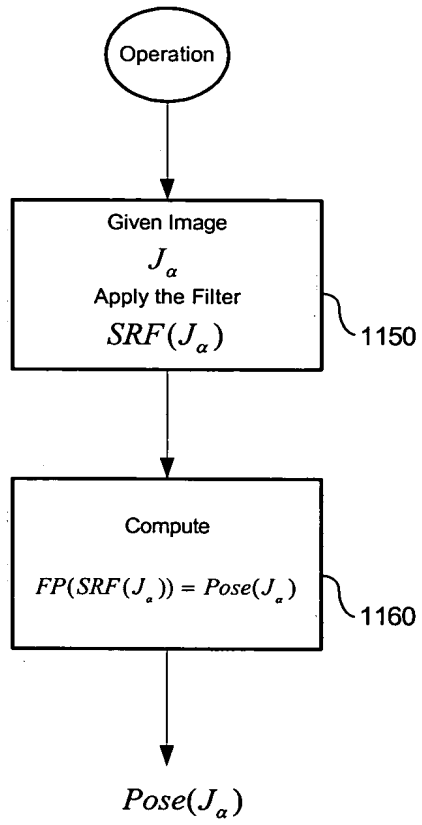 Operation
Given Image
J_α
Apply the Filter
SRF(J_α)
1150
Compute
FP(SRF(J_α)) = Pose(J_α)
1160
Pose(J_α)